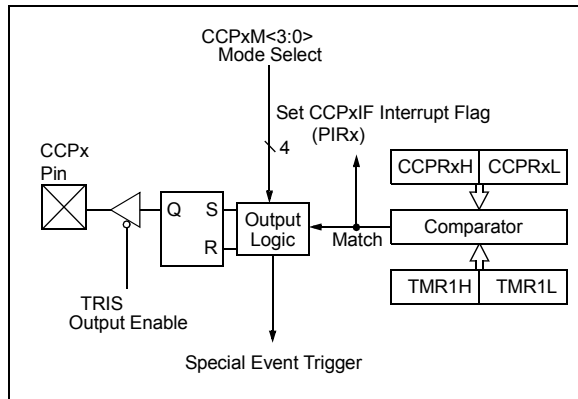 CCPxM<3:0>
Mode Select
Set CCPxIF Interrupt Flag
(PIRx)
4
CCPx
Pin
CCPRxH CCPRxL
Q S
R
Output
Logic
Match
Comparator
TRIS
Output Enable
TMR1H TMR1L
Special Event Trigger